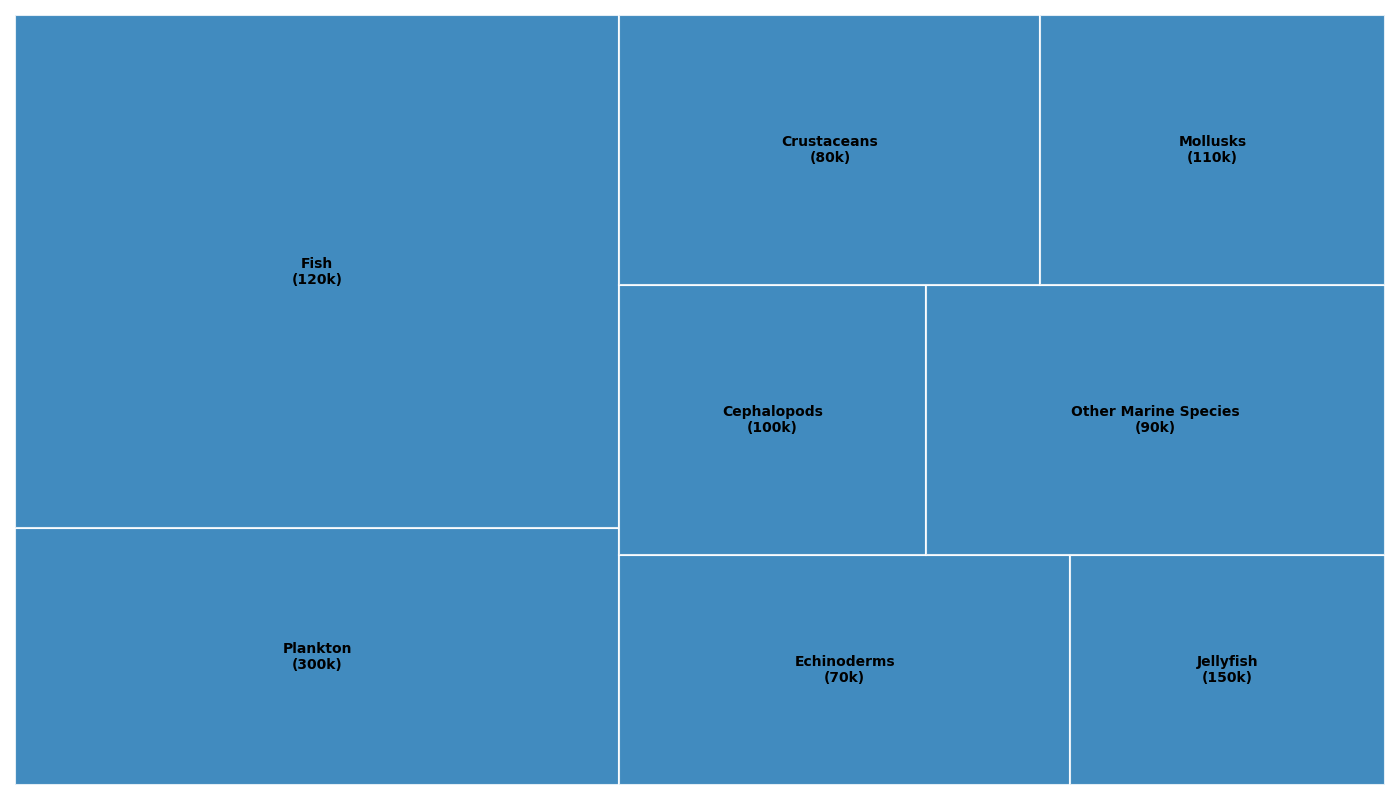 Fish
(120k)
Plankton
(300k)
Crustaceans
(80k)
Mollusks
(110k)
Cephalopods
(100k)
Other Marine Species
(90k)
Echinoderms
(70k)
Jellyfish
(150k)